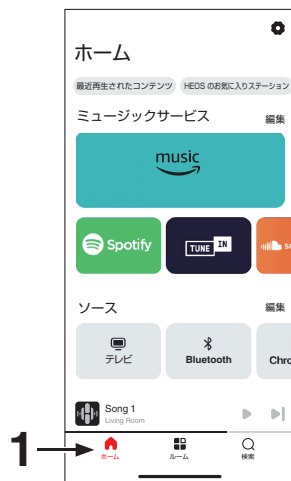 ホーム
最近再生されたコンテンツ HEOS のお気に入りステーション
ミュージックサービス 編集
music
Spotify TUNE IN
ソース 編集
テレビ Bluetooth
Song 1
Living Room
1
ホーム ルーム 検索